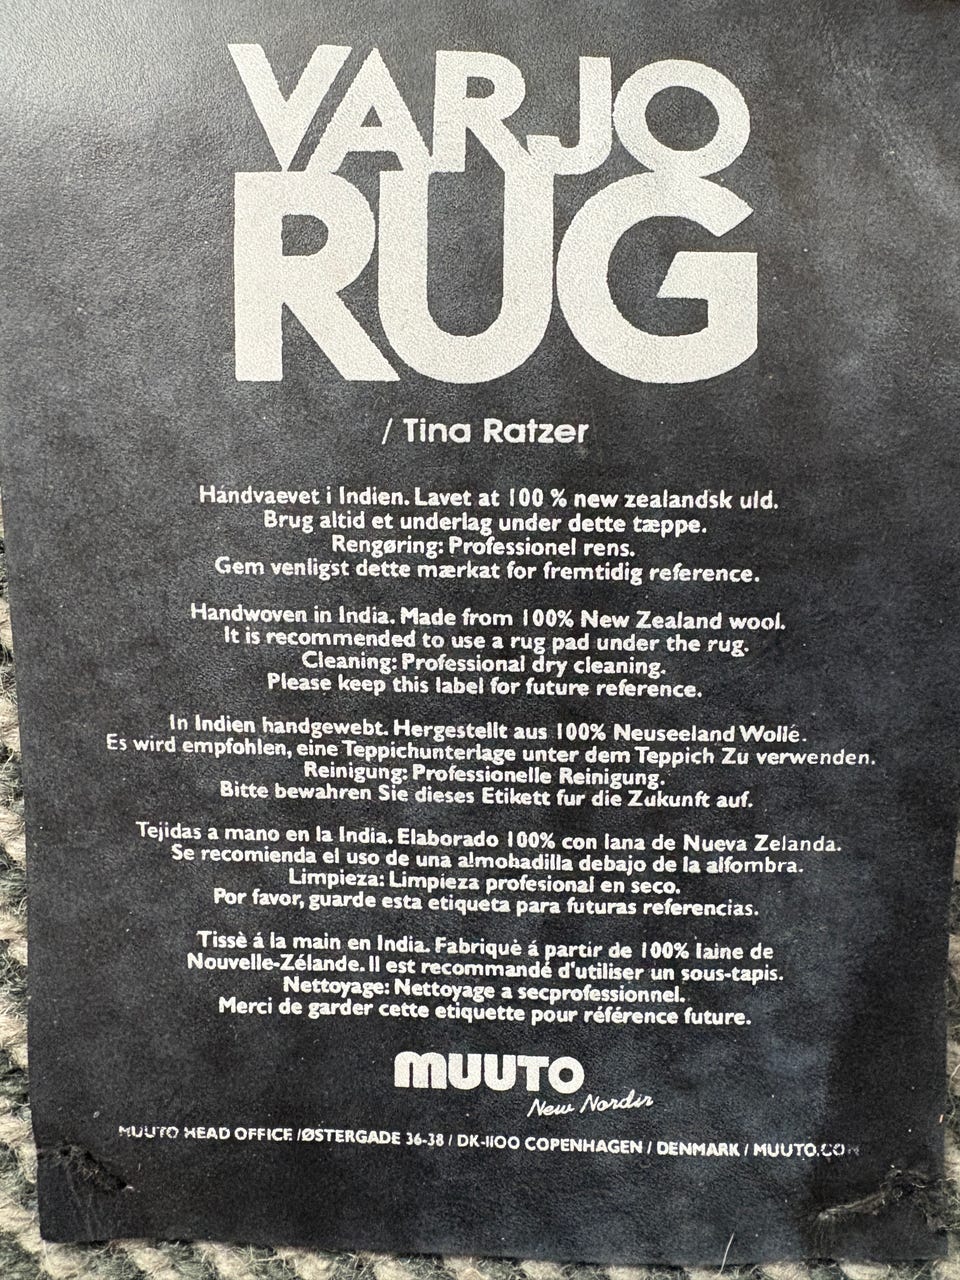 VARJO
RUG
/ Tina Ratzer
Håndvaevet i Indien. Lavet at 100 % new zealandsk uld.
Brug altid et underlag under dette tæppe.
Rengøring: Professionel rens.
Gem venligst dette mærkat for fremtidig reference.
Handwoven in India. Made from 100% New Zealand wool.
It is recommended to use a rug pad under the rug.
Cleaning: Professional dry cleaning.
Please keep this label for future reference.
In Indien handgewebt. Hergestellt aus 100% Neuseeland Wollé.
Es wird empfohlen, eine Teppichunterlage unter dem Teppich Zu verwenden.
Reinigung: Professionelle Reinigung.
Bitte bewahren Sie dieses Etikett fur die Zukunft auf.
Tejidas a mano en la India. Elaborado 100% con lana de Nueva Zelanda.
Se recomienda el uso de una almohadilla debajo de la alfombra.
Limpieza: Limpieza profesional en seco.
Por favor, guarde esta etiqueta para futuras referencias.
Tissè á la main en India. Fabriquè á partir de 100% laine de
Nouvelle-Zélande. Il est recommandé d'utiliser un sous-tapis.
Nettoyage: Nettoyage a secprofessionnel.
Merci de garder cette etiquette pour référence future.
MUUTO
New Nordic
MUUTO HEAD OFFICE /ØSTERGADE 36-38 / DK-1100 COPENHAGEN / DENMARK / MUUTO.COM